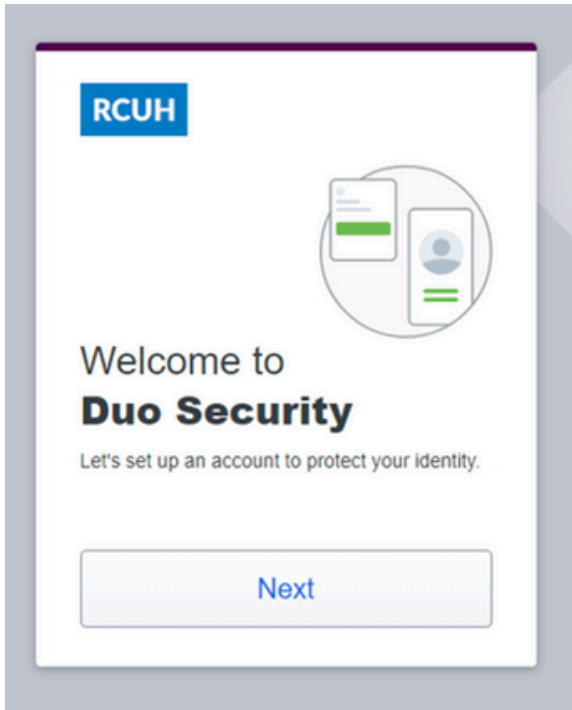 RCUH
Welcome to
Duo Security
Let's set up an account to protect your identity.
Next